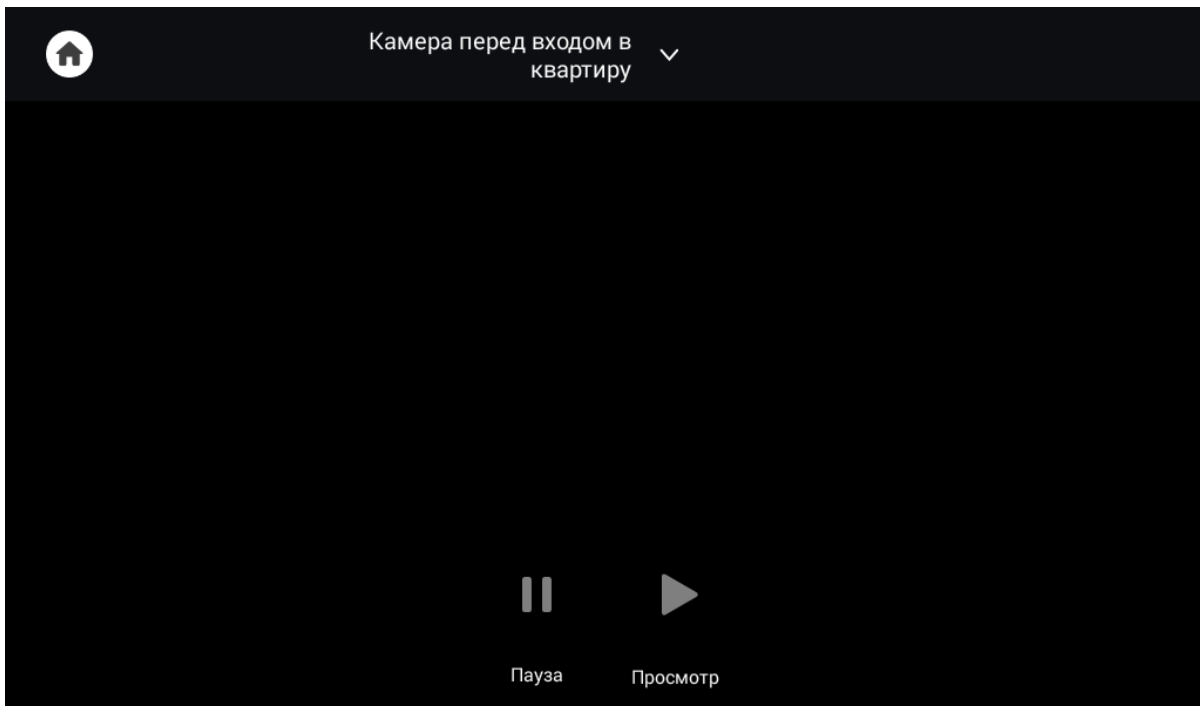 Камера перед входом в
квартиру
Пауза
Просмотр